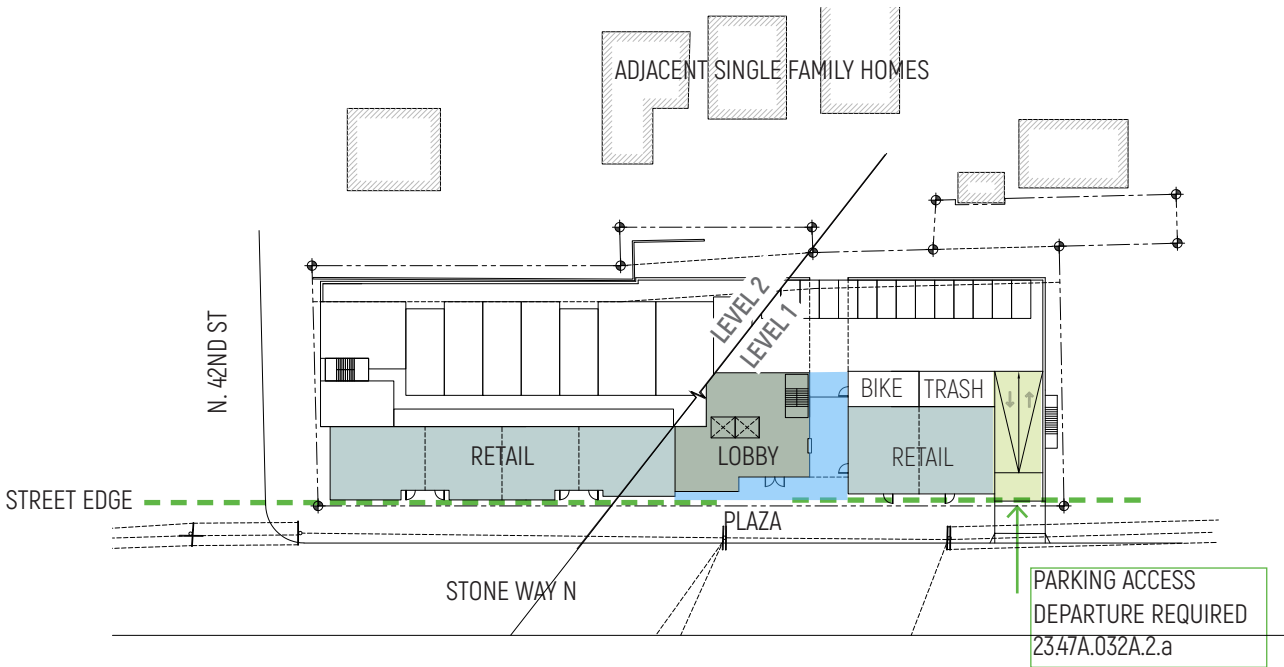 ADJACENT SINGLE FAMILY HOMES
N. 42ND ST
LEVEL 2
LEVEL 1
BIKE
TRASH
RETAIL
LOBBY
RETAIL
STREET EDGE
PLAZA
STONE WAY N
PARKING ACCESS
DEPARTURE REQUIRED
23.47A.032A.2.a